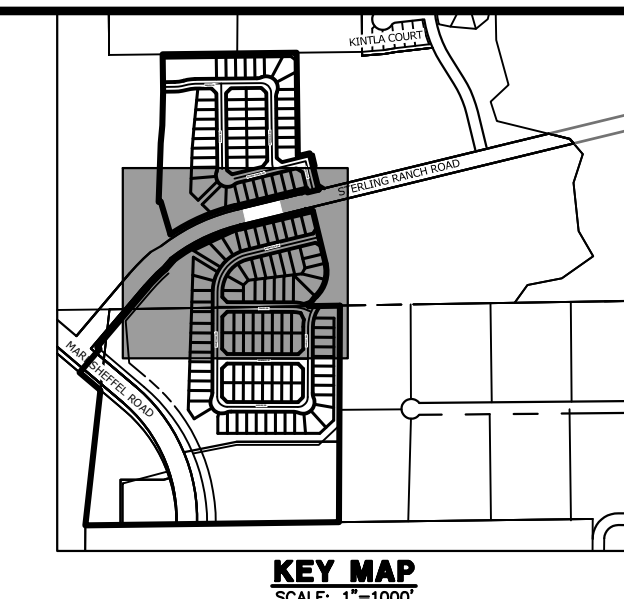 KINTLA COURT
STERLING RANCH ROAD
MARKSHEFFEL ROAD
KEY MAP
SCALE: 1"=1000'